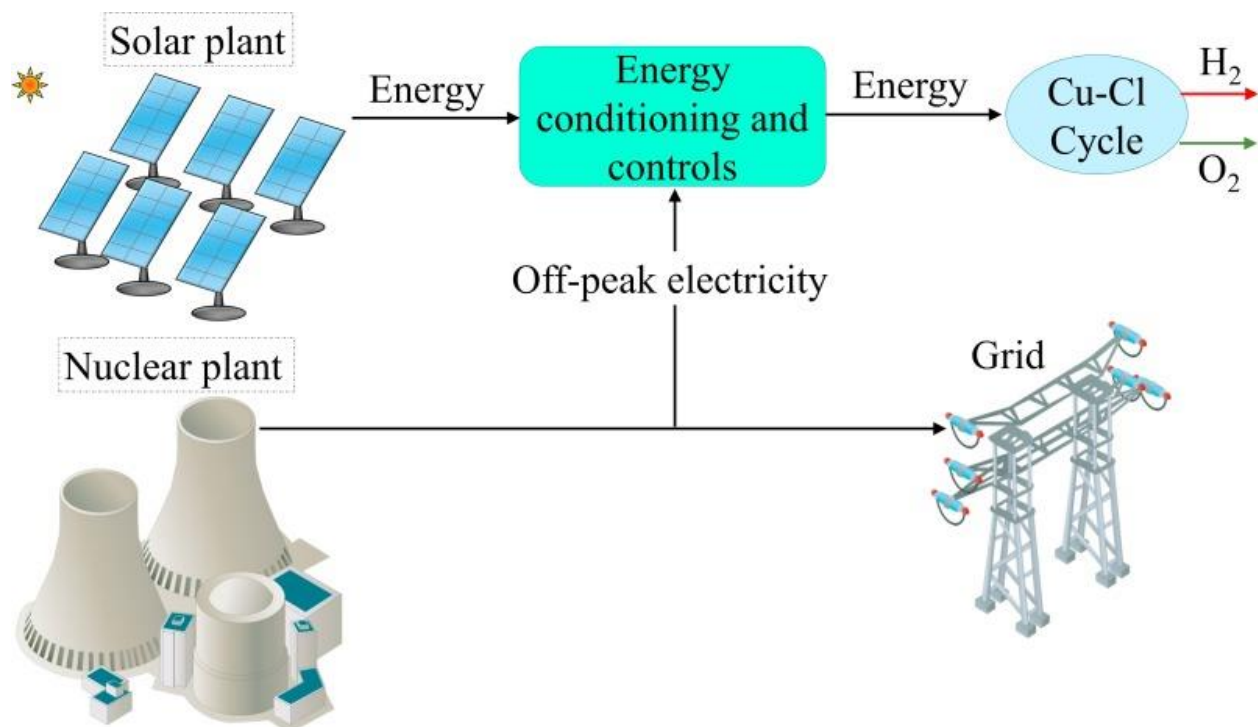 Solar plant
Energy
Energy
conditioning and
controls
Energy
Cu-Cl
Cycle
H₂
O₂
Off-peak electricity
Nuclear plant
Grid